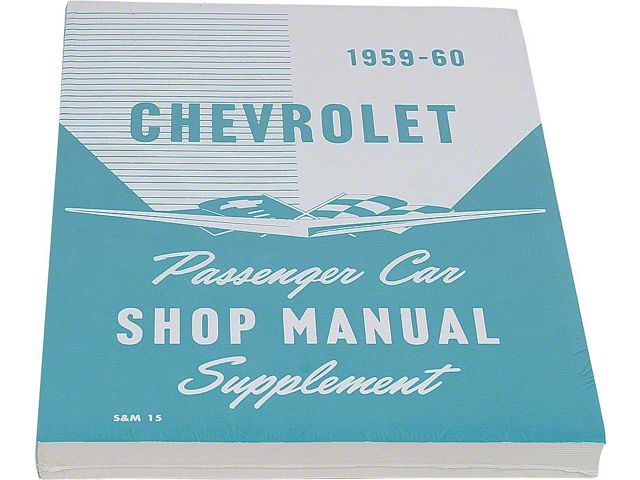 1959-60
CHEVROLET
Passenger Car
SHOP MANUAL
Supplement
S&M 15